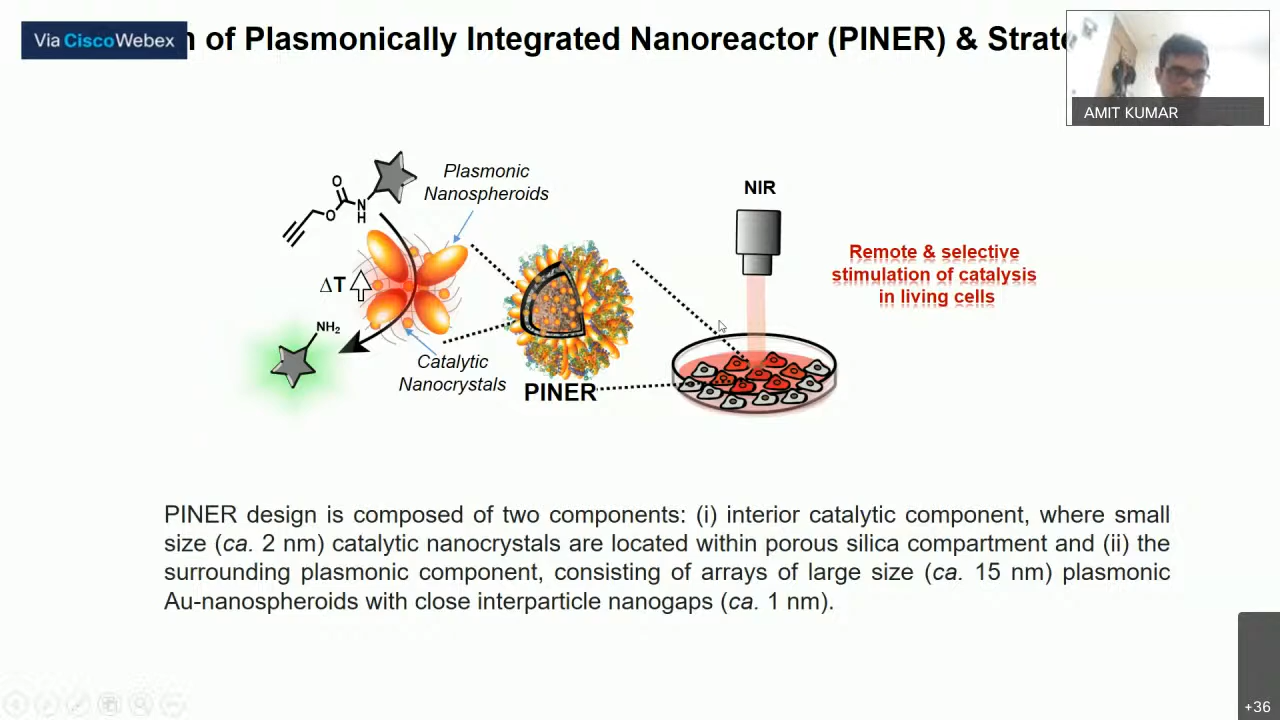 Via CiscoWebex
n of Plasmonically Integrated Nanoreactor (PINER) & Strate
AMIT KUMAR
Plasmonic
Nanospheroids
O
O
N
H
ΔT
NH2
Catalytic
Nanocrystals
PINER
NIR
Remote & selective
stimulation of catalysis
in living cells
PINER design is composed of two components: (i) interior catalytic component, where small
size (ca. 2 nm) catalytic nanocrystals are located within porous silica compartment and (ii) the
surrounding plasmonic component, consisting of arrays of large size (ca. 15 nm) plasmonic
Au-nanospheroids with close interparticle nanogaps (ca. 1 nm).
+36